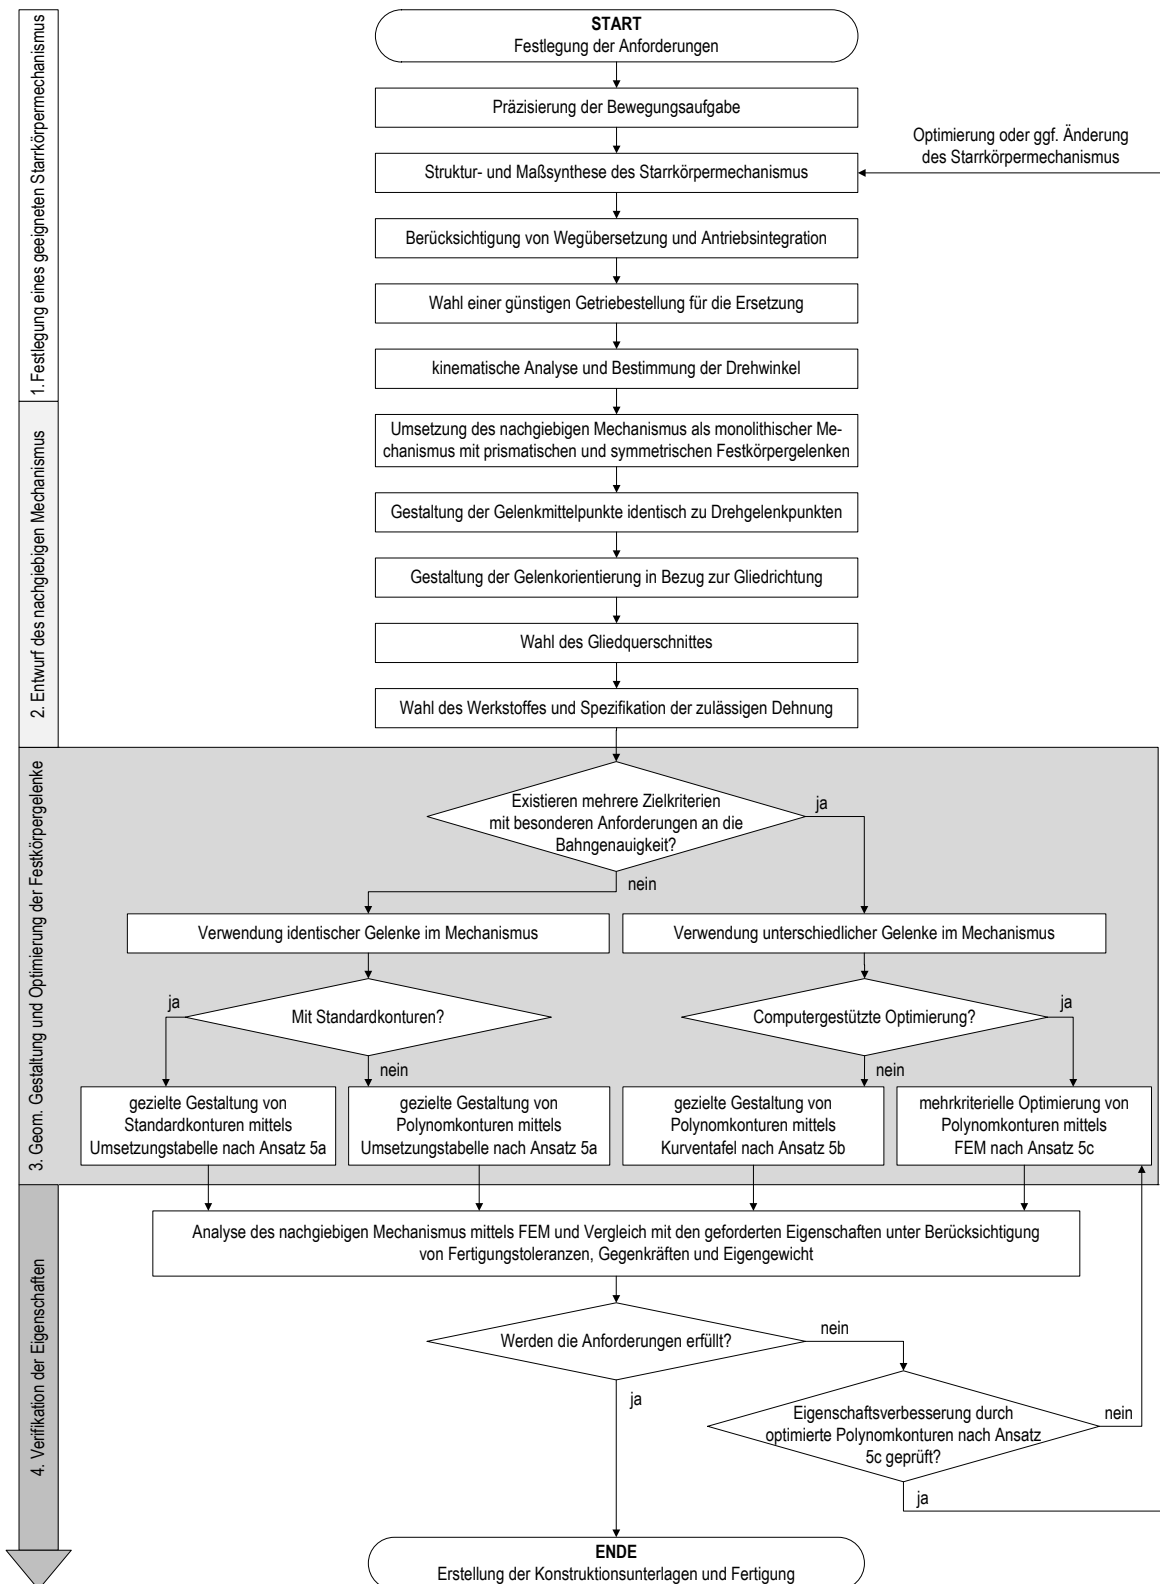 START
Festlegung der Anforderungen
Präzisierung der Bewegungsaufgabe
Optimierung oder ggf. Änderung
des Starrkörpermechanismus
Struktur- und Maßsynthese des Starrkörpermechanismus
Berücksichtigung von Wegübersetzung und Antriebsintegration
Wahl einer günstigen Getriebestellung für die Ersetzung
kinematische Analyse und Bestimmung der Drehwinkel
1. Festlegung eines geeigneten Starrkörpermechanismus
Umsetzung des nachgiebigen Mechanismus als monolithischer Me-
chanismus mit prismatischen und symmetrischen Festkörpergelenken
Gestaltung der Gelenkmittelpunkte identisch zu Drehgelenkpunkten
Gestaltung der Gelenkorientierung in Bezug zur Gliedrichtung
Wahl des Gliedquerschnittes
Wahl des Werkstoffes und Spezifikation der zulässigen Dehnung
2. Entwurf des nachgiebigen Mechanismus
Existieren mehrere Zielkriterien
mit besonderen Anforderungen an die
Bahngenauigkeit?
ja
nein
Verwendung identischer Gelenke im Mechanismus
Verwendung unterschiedlicher Gelenke im Mechanismus
ja
Mit Standardkonturen?
Computergestützte Optimierung?
ja
nein
nein
gezielte Gestaltung von
Standardkonturen mittels
Umsetzungstabelle nach Ansatz 5a
gezielte Gestaltung von
Polynomkonturen mittels
Umsetzungstabelle nach Ansatz 5a
gezielte Gestaltung von
Polynomkonturen mittels
Kurventafel nach Ansatz 5b
mehrkriterielle Optimierung von
Polynomkonturen mittels
FEM nach Ansatz 5c
3. Geom. Gestaltung und Optimierung der Festkörpergelenke
Analyse des nachgiebigen Mechanismus mittels FEM und Vergleich mit den geforderten Eigenschaften unter Berücksichtigung
von Fertigungstoleranzen, Gegenkräften und Eigengewicht
Werden die Anforderungen erfüllt?
nein
ja
Eigenschaftsverbesserung durch
optimierte Polynomkonturen nach Ansatz
5c geprüft?
nein
ja
4. Verifikation der Eigenschaften
ENDE
Erstellung der Konstruktionsunterlagen und Fertigung